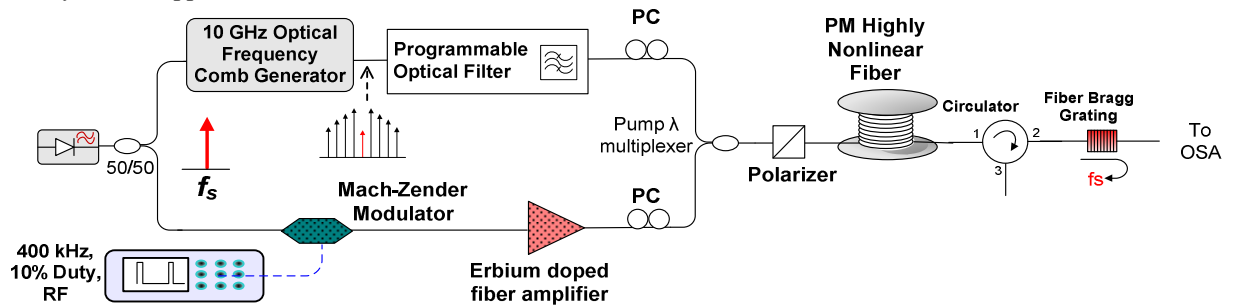 10 GHz Optical
Frequency
Comb Generator
Programmable
Optical Filter
PC
PM Highly
Nonlinear
Fiber
Circulator
1
2
3
Fiber Bragg
Grating
fs
To
OSA
50/50
fs
Pump λ
multiplexer
Polarizer
Mach-Zender
Modulator
PC
Erbium doped
fiber amplifier
400 kHz,
10% Duty,
RF